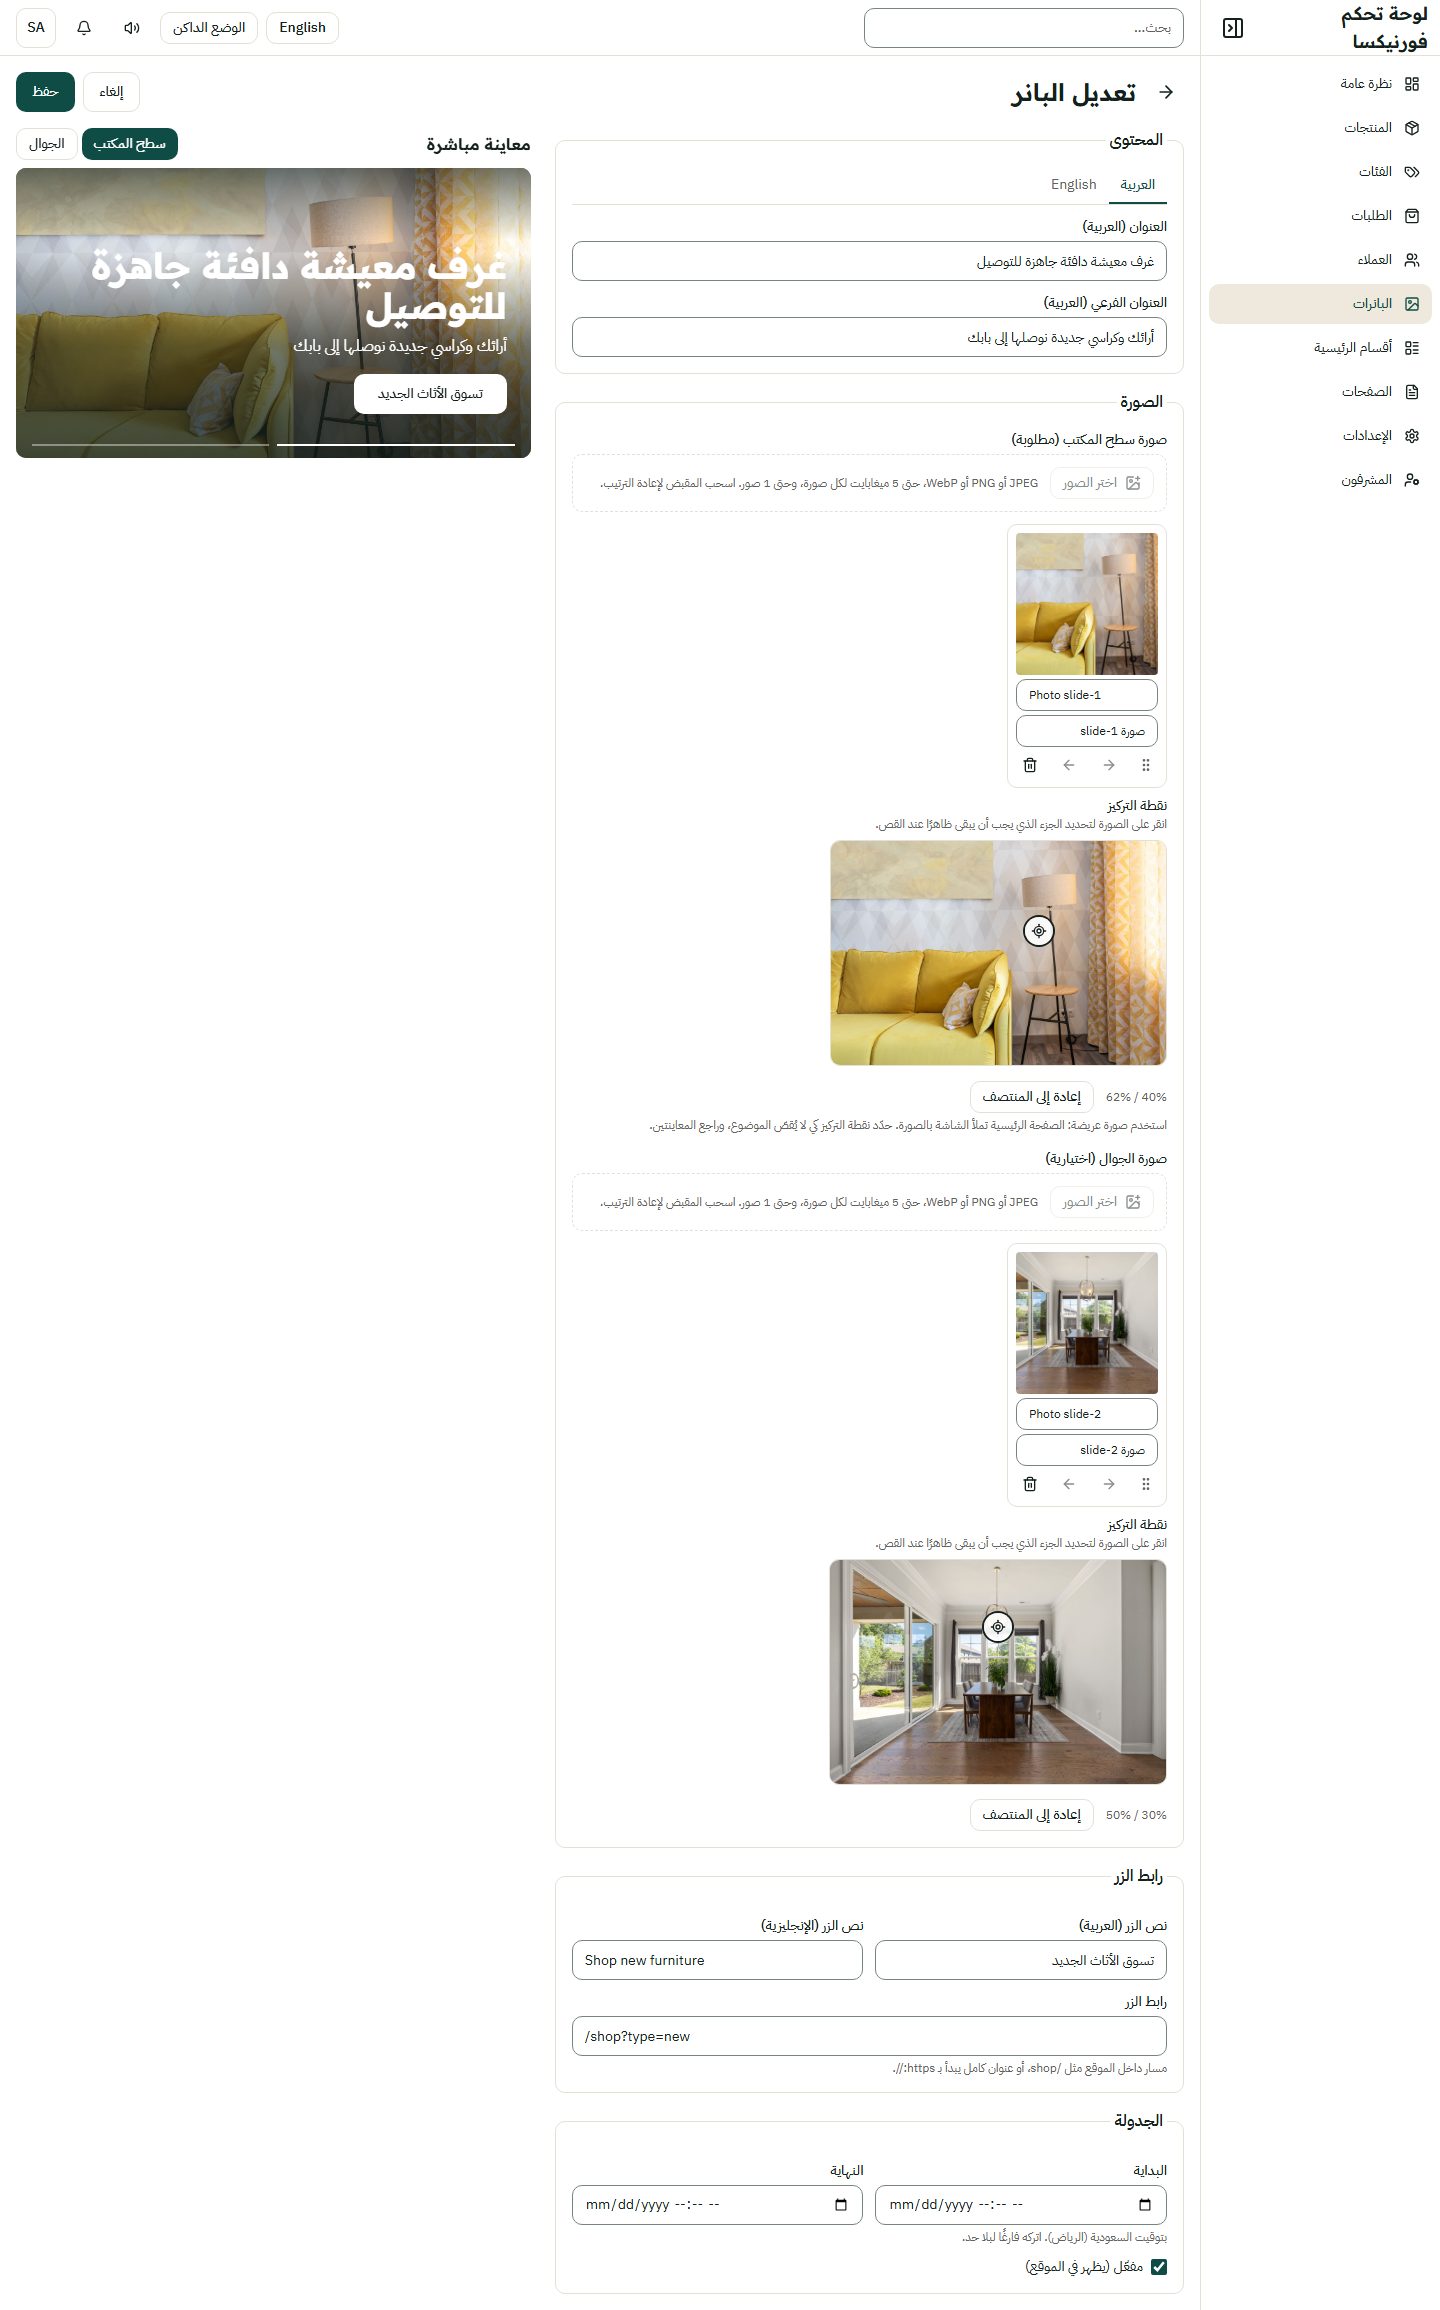 لوحة تحكم
فورنيكسا
نظرة عامة
المنتجات
الفئات
الطلبات
العملاء
البانرات
أقسام الرئيسية
الصفحات
الإعدادات
المشرفون
بحث...
English
الوضع الداكن
SA
تعديل البانر
إلغاء
حفظ
المحتوى
العربية
English
العنوان (العربية)
غرف معيشة دافئة جاهزة للتوصيل
العنوان الفرعي (العربية)
أرائك وكراسي جديدة نوصلها إلى بابك
الصورة
صورة سطح المكتب (مطلوبة)
اختر الصور
JPEG أو PNG أو WebP، حتى 5 ميغابايت لكل صورة، وحتى 1 صور. اسحب المقبض لإعادة الترتيب.
Photo slide-1
صورة slide-1
نقطة التركيز
انقر على الصورة لتحديد الجزء الذي يجب أن يبقى ظاهرًا عند القص.
62% / 40%
إعادة إلى المنتصف
استخدم صورة عريضة: الصفحة الرئيسية تملأ الشاشة بالصورة. حدّد نقطة التركيز كي لا يُقصّ الموضوع، وراجع المعاينتين.
صورة الجوال (اختيارية)
اختر الصور
JPEG أو PNG أو WebP، حتى 5 ميغابايت لكل صورة، وحتى 1 صور. اسحب المقبض لإعادة الترتيب.
Photo slide-2
صورة slide-2
نقطة التركيز
انقر على الصورة لتحديد الجزء الذي يجب أن يبقى ظاهرًا عند القص.
50% / 30%
إعادة إلى المنتصف
رابط الزر
نص الزر (العربية)
نص الزر (الإنجليزية)
تسوق الأثاث الجديد
Shop new furniture
رابط الزر
/shop?type=new
مسار داخل الموقع مثل /shop، أو عنوان كامل يبدأ بـ https://.
الجدولة
البداية
النهاية
mm/dd/yyyy --:-- --
mm/dd/yyyy --:-- --
بتوقيت السعودية (الرياض). اتركه فارغًا لبلا حد.
مفعّل (يظهر في الموقع)
معاينة مباشرة
سطح المكتب
الجوال
غرف معيشة دافئة جاهزة
للتوصيل
أرائك وكراسي جديدة نوصلها إلى بابك
تسوق الأثاث الجديد